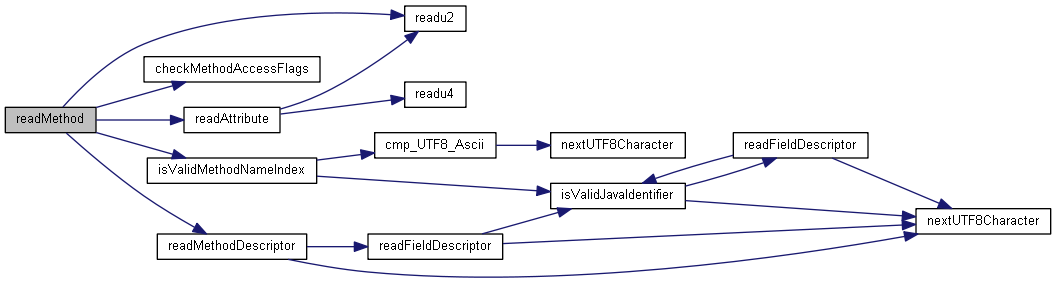 readu2
checkMethodAccessFlags
readu4
readMethod
readAttribute
cmp_UTF8_Ascii
nextUTF8Character
readFieldDescriptor
isValidMethodNameIndex
isValidJavaIdentifier
nextUTF8Character
readMethodDescriptor
readFieldDescriptor